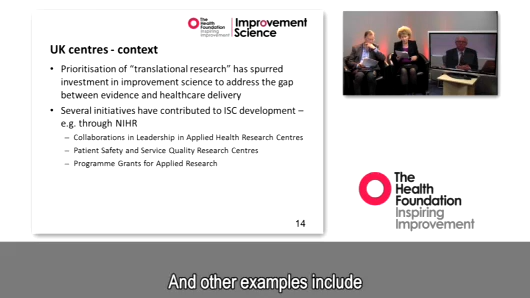 The
Health
Foundation
Inspiring
Improvement
Improvement
Science
UK centres - context
• Prioritisation of “translational research” has spurred
investment in improvement science to address the gap
between evidence and healthcare delivery
• Several initiatives have contributed to ISC development –
e.g. through NIHR
– Collaborations in Leadership in Applied Health Research Centres
– Patient Safety and Service Quality Research Centres
– Programme Grants for Applied Research
14
The
Health
Foundation
Inspiring
Improvement
And other examples include